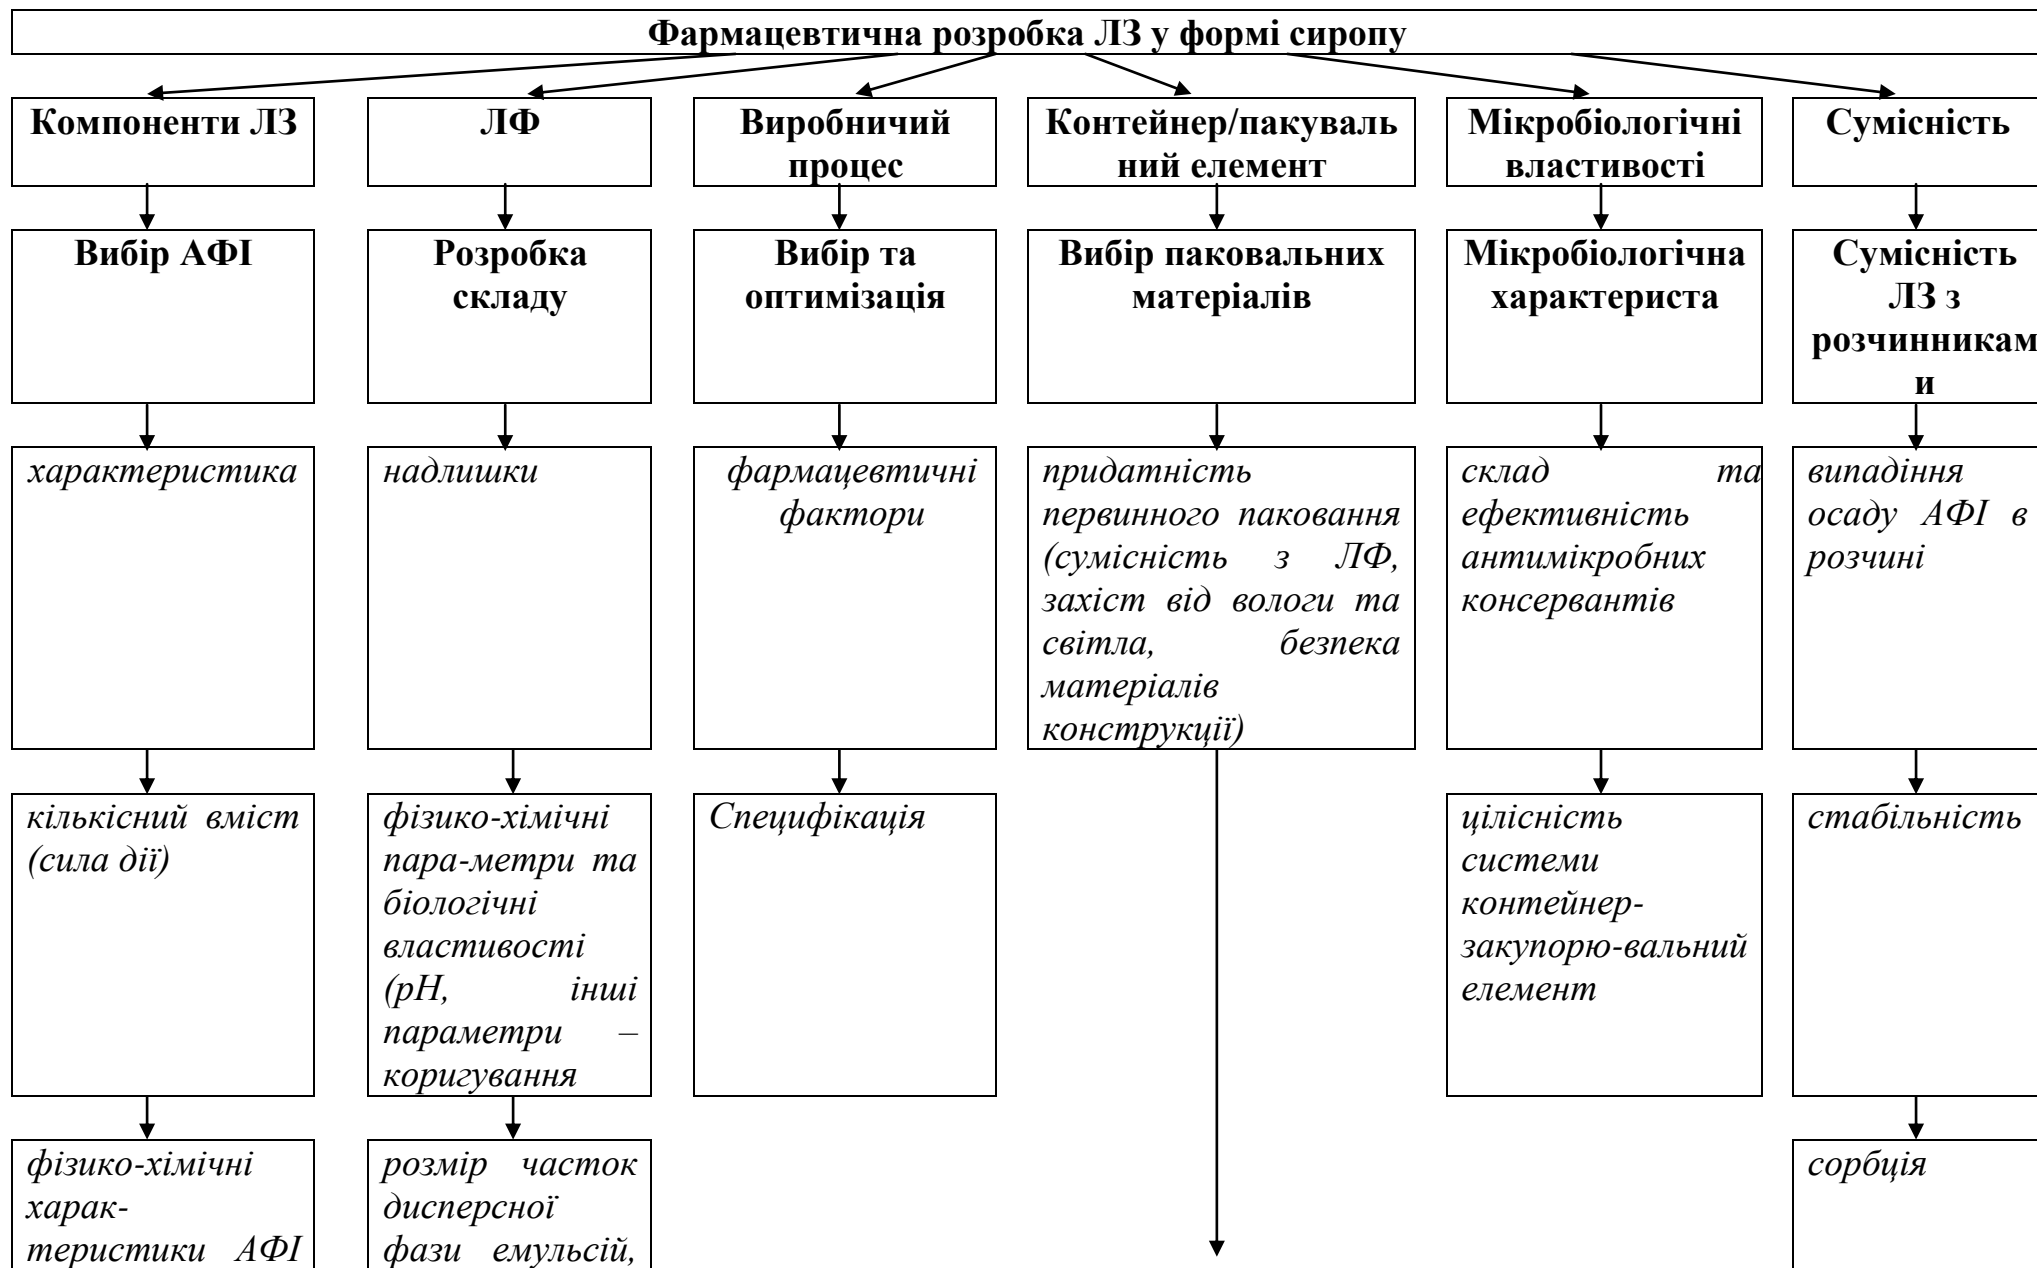 Фармацевтична розробка ЛЗ у формі сиропу
Компоненти ЛЗ
ЛФ
Виробничий
процес
Контейнер/пакуваль
ний елемент
Мікробіологічні
властивості
Сумісність
Вибір АФІ
Розробка
складу
Вибір та
оптимізація
Вибір паковальних
матеріалів
Мікробіологічна
характериста
Сумісність
ЛЗ з
розчинникам
и
характеристика
надлишки
фармацевтичні
фактори
придатність
первинного паковання
(сумісність з ЛФ,
захіст від вологи та
світла, безпека
матеріалів
конструкції)
склад та
ефективність
антимікробних
консервантів
випадіння
осаду АФІ в
розчині
кількісний вміст
(сила дії)
фізико-хімічні
пара-метри та
біологічні
властивості
(рН, інші
параметри –
коригування
Специфікація
цілісність
системи
контейнер-
закупорю-вальний
елемент
стабільність
фізико-хімічні
харак-
теристики АФІ
розмір часток
дисперсної
фази емульсій,
сорбція